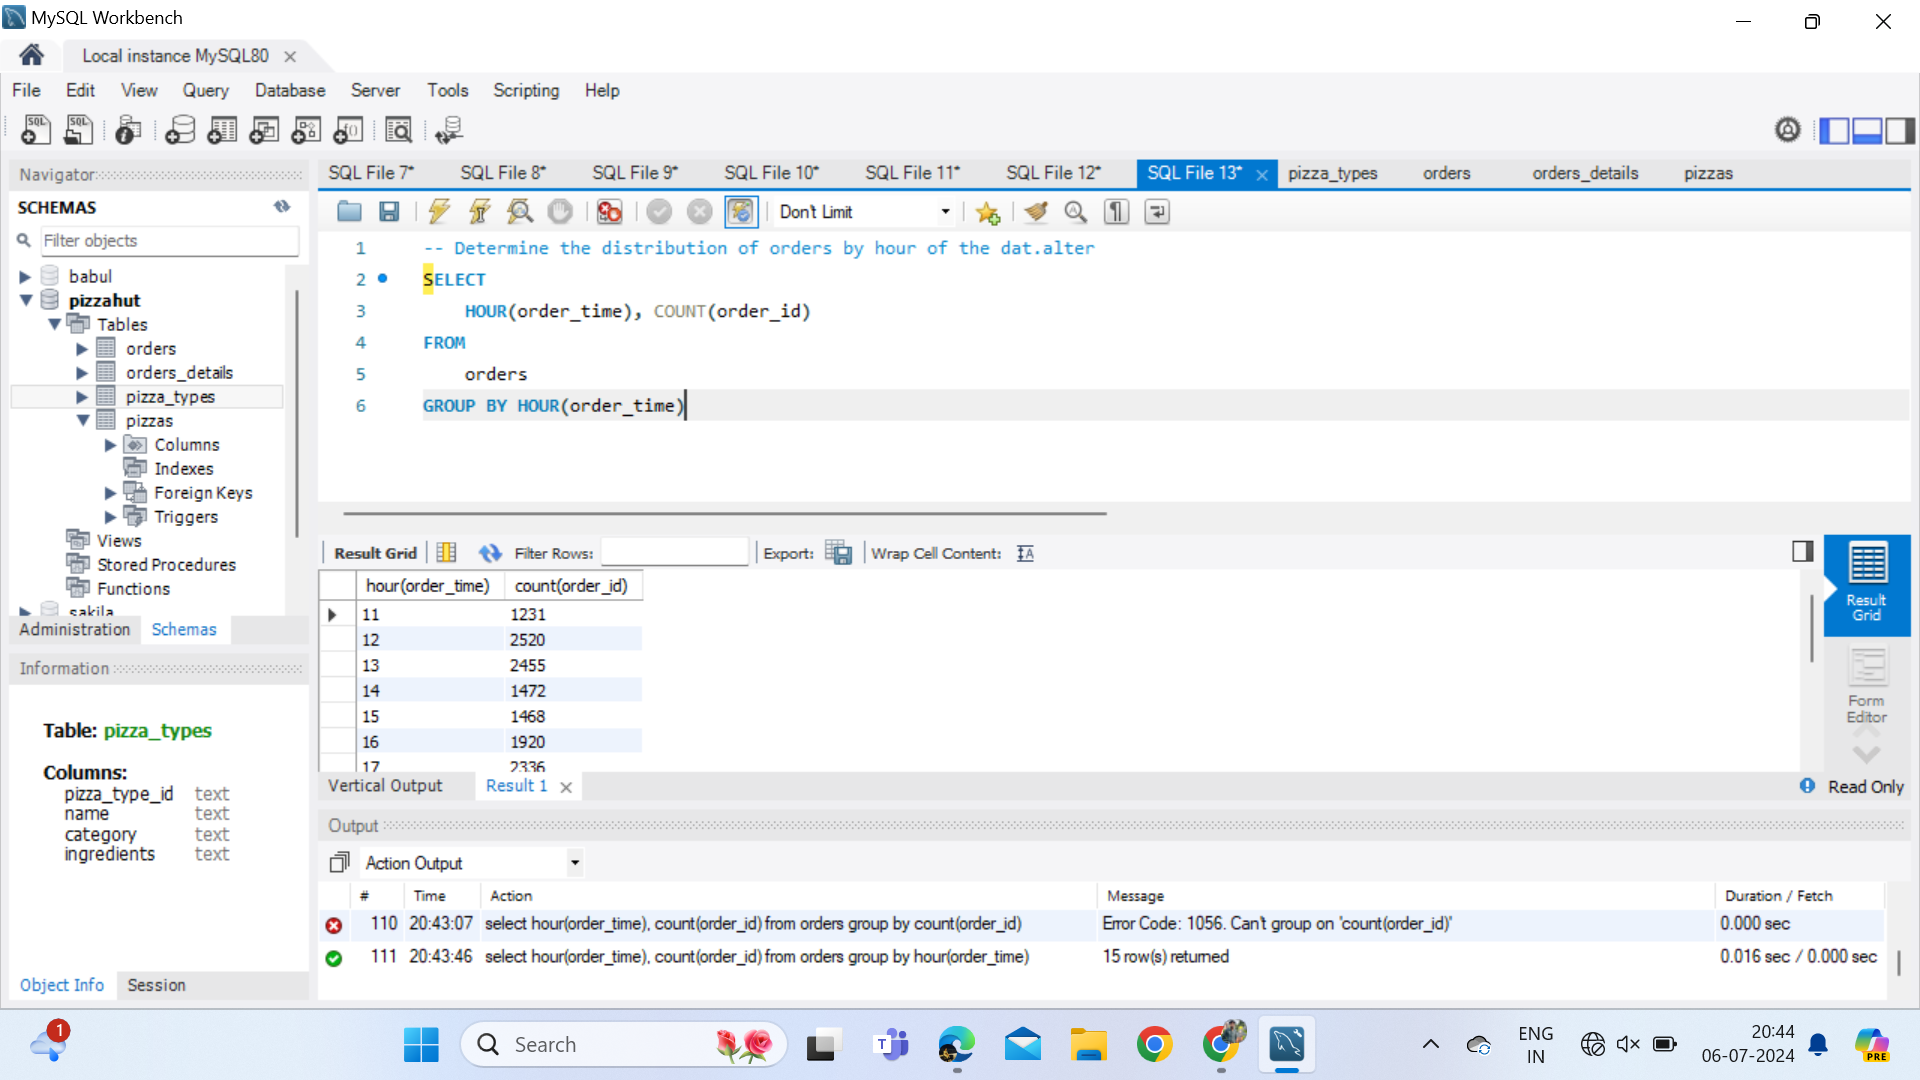 MySQL Workbench
Local instance MySQL80
File Edit View Query Database Server Tools Scripting Help
Navigator
SCHEMAS
Filter objects
babul
pizzahut
Tables
orders
orders_details
pizza_types
pizzas
Columns
Indexes
Foreign Keys
Triggers
Views
Stored Procedures
Functions
sakila
Administration Schemas
Information
Table: pizza_types
Columns:
pizza_type_id text
name text
category text
ingredients text
Object Info Session
SQL File 7* SQL File 8* SQL File 9* SQL File 10* SQL File 11* SQL File 12* SQL File 13* pizza_types orders orders_details pizzas
Don't Limit
1 -- Determine the distribution of orders by hour of the dat.alter
2 SELECT
3 HOUR(order_time), COUNT(order_id)
4 FROM
5 orders
6 GROUP BY HOUR(order_time)
Result Grid Filter Rows: Export: Wrap Cell Content:
hour(order_time) count(order_id)
11 1231
12 2520
13 2455
14 1472
15 1468
16 1920
17 2336
Result Grid
Form Editor
Vertical Output Result 1 Read Only
Output
Action Output
# Time Action Message Duration / Fetch
110 20:43:07 select hour(order_time), count(order_id) from orders group by count(order_id) Error Code: 1056. Can't group on 'count(order_id)' 0.000 sec
111 20:43:46 select hour(order_time), count(order_id) from orders group by hour(order_time) 15 row(s) returned 0.016 sec / 0.000 sec
1
Search
ENG
IN
20:44
06-07-2024
PRE